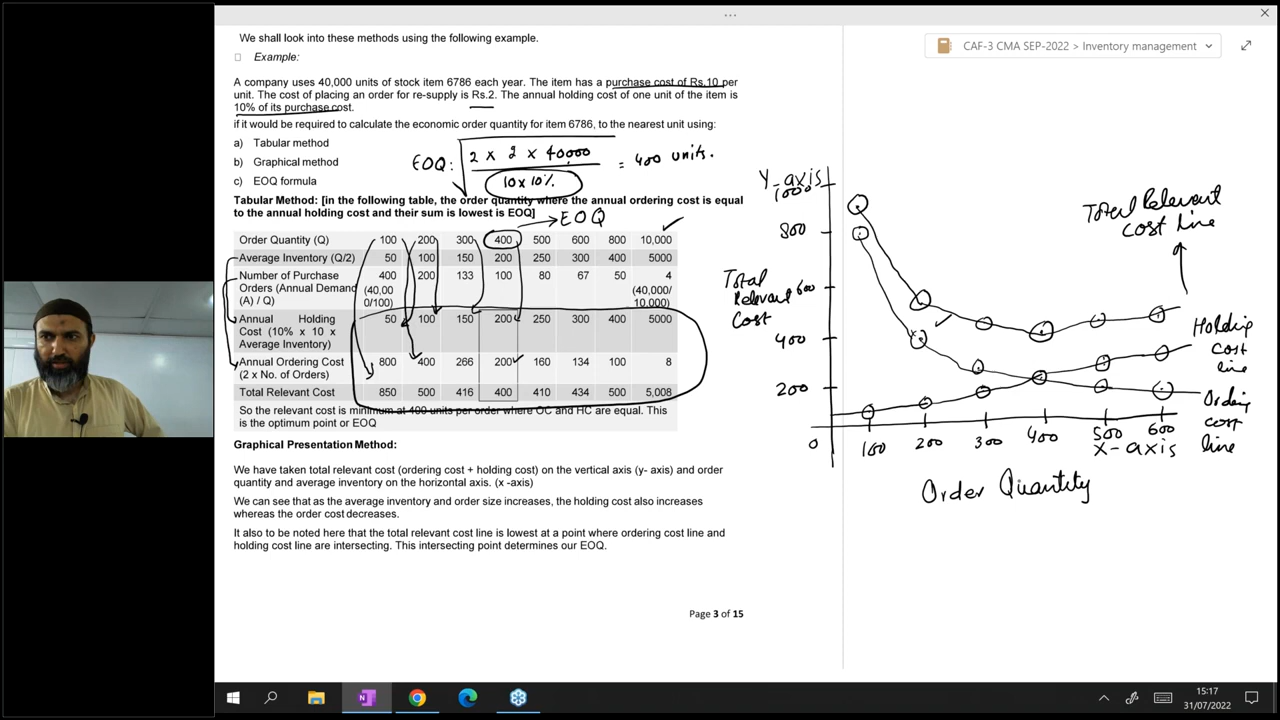 We shall look into these methods using the following example.
CAF-3 CMA SEP-2022 > Inventory management
Example:
A company uses 40,000 units of stock item 6786 each year. The item has a purchase cost of Rs.10 per
unit. The cost of placing an order for re-supply is Rs.2. The annual holding cost of one unit of the item is
10% of its purchase cost.
if it would be required to calculate the economic order quantity for item 6786, to the nearest unit using:
a) Tabular method
b) Graphical method
c) EOQ formula
EOQ: 2 x 2 x 40,000
10x10%
= 400 units.
Tabular Method: [in the following table, the order quantity where the annual ordering cost is equal
to the annual holding cost and their sum is lowest is EOQ]
EOQ
Order Quantity (Q) 100 200 300 400 500 600 800 10,000
Average Inventory (Q/2) 50 100 150 200 250 300 400 5000
Number of Purchase 400 200 133 100 80 67 50 4
Orders (Annual Demand (40,00 (40,000/
(A) / Q) 0/100) 10,000)
Annual Holding 50 100 150 200 250 300 400 5000
Cost (10% x 10 x
Average Inventory)
Annual Ordering Cost 800 400 266 200 160 134 100 8
(2 x No. of Orders)
Total Relevant Cost 850 500 416 400 410 434 500 5,008
So the relevant cost is minimum at 400 units per order where OC and HC are equal. This
is the optimum point or EOQ
Graphical Presentation Method:
We have taken total relevant cost (ordering cost + holding cost) on the vertical axis (y- axis) and order
quantity and average inventory on the horizontal axis. (x -axis)
We can see that as the average inventory and order size increases, the holding cost also increases
whereas the order cost decreases.
It also to be noted here that the total relevant cost line is lowest at a point where ordering cost line and
holding cost line are intersecting. This intersecting point determines our EOQ.
Page 3 of 15
Y-axis
1000
800
600
400
200
0
Total
Relevant
Cost
Total Relevant
cost line
Holding
cost
line
Ordering
cost
line
100 200 300 400 500 600
X-axis
Order Quantity
15:17
31/07/2022